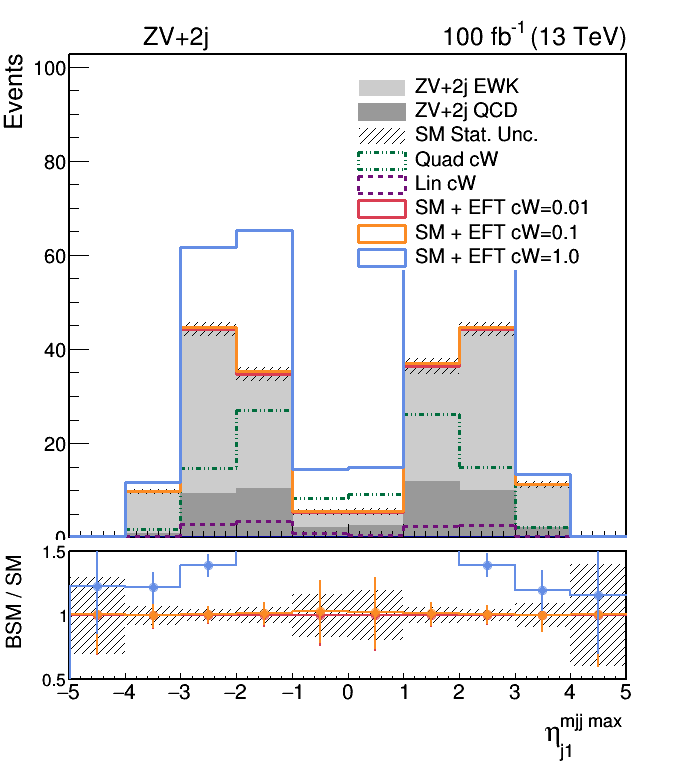 ZV+2j 100 fb⁻¹ (13 TeV)
Events
100
80
60
40
20
0
ZV+2j EWK
ZV+2j QCD
SM Stat. Unc.
Quad cW
Lin cW
SM + EFT cW=0.01
SM + EFT cW=0.1
SM + EFT cW=1.0
BSM / SM
1.5
1
0.5
−5 −4 −3 −2 −1 0 1 2 3 4 5
η_j1^mjj max